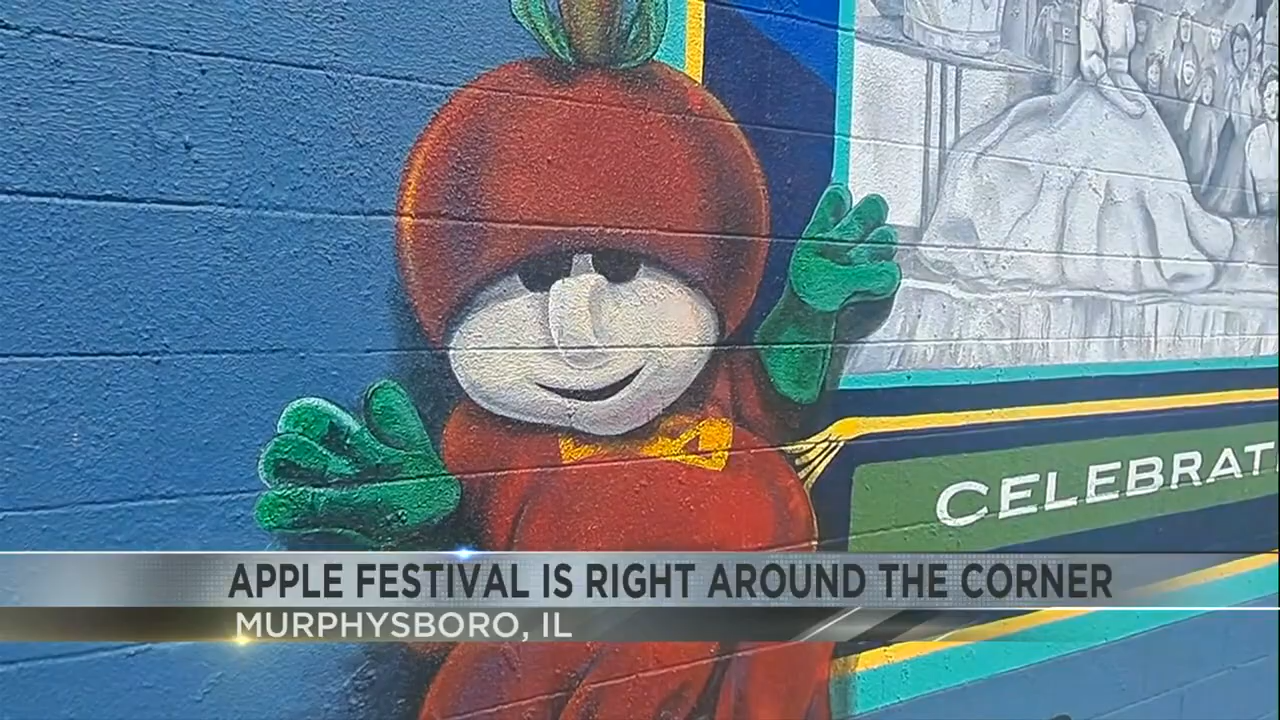 CELEBRAT
APPLE FESTIVAL IS RIGHT AROUND THE CORNER
MURPHYSBORO, IL